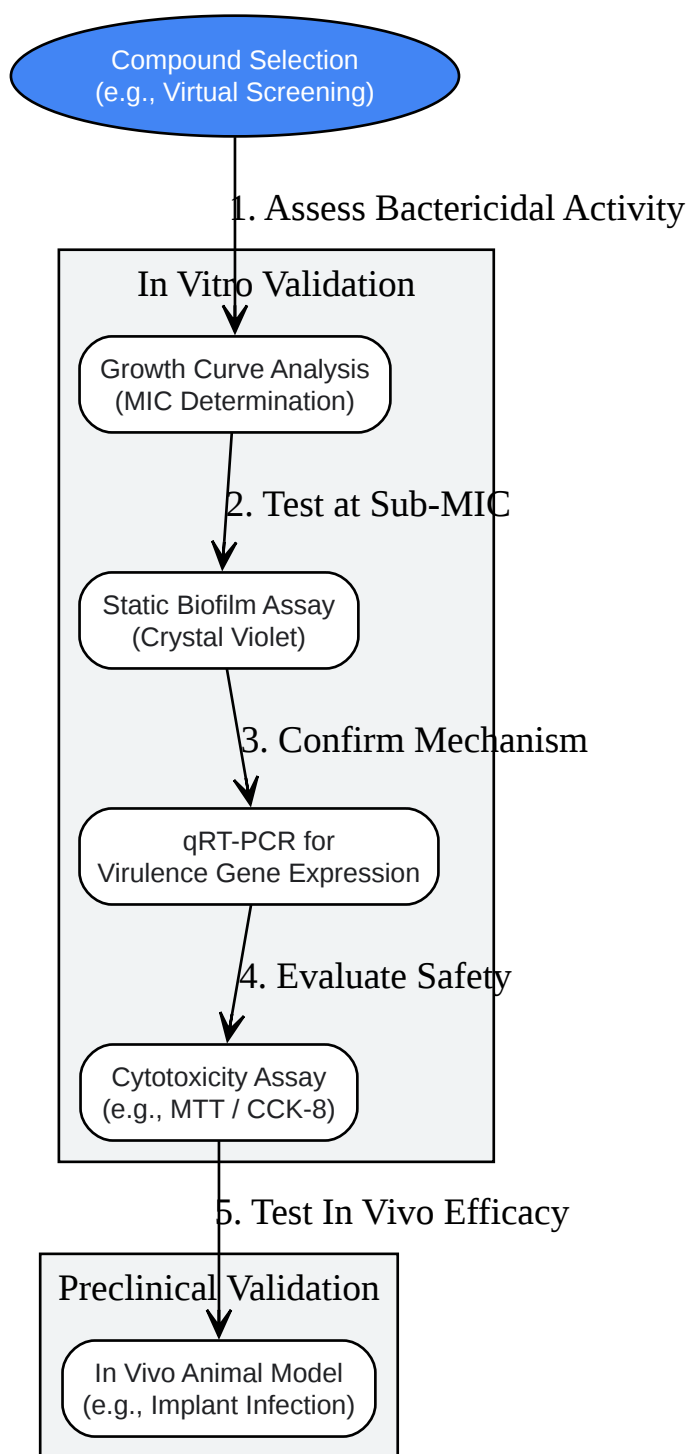 Compound Selection
(e.g., Virtual Screening)
1. Assess Bactericidal Activity
In Vitro Validation
Growth Curve Analysis
(MIC Determination)
2. Test at Sub-MIC
Static Biofilm Assay
(Crystal Violet)
3. Confirm Mechanism
qRT-PCR for
Virulence Gene Expression
4. Evaluate Safety
Cytotoxicity Assay
(e.g., MTT / CCK-8)
5. Test In Vivo Efficacy
Preclinical Validation
In Vivo Animal Model
(e.g., Implant Infection)